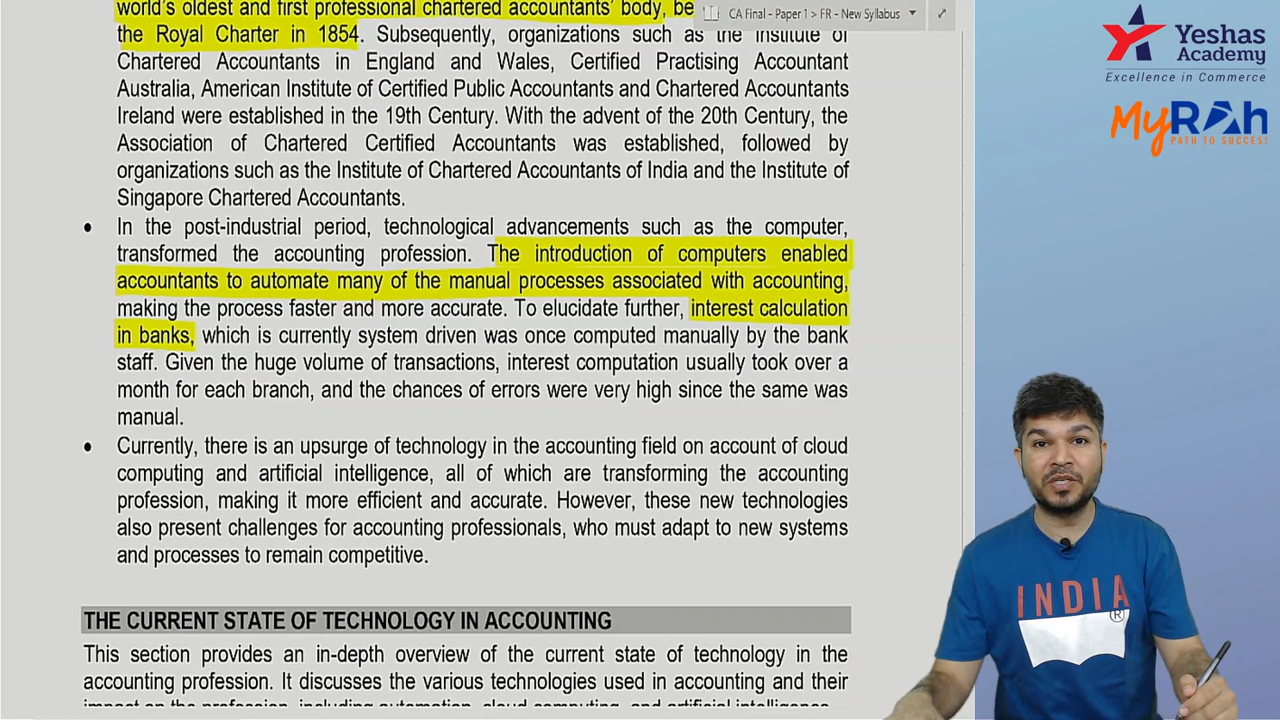 world's oldest and first professional chartered accountants' body, be
the Royal Charter in 1854. Subsequently, organizations such as the Institute of
Chartered Accountants in England and Wales, Certified Practising Accountant
Australia, American Institute of Certified Public Accountants and Chartered Accountants
Ireland were established in the 19th Century. With the advent of the 20th Century, the
Association of Chartered Certified Accountants was established, followed by
organizations such as the Institute of Chartered Accountants of India and the Institute of
Singapore Chartered Accountants.
• In the post-industrial period, technological advancements such as the computer,
transformed the accounting profession. The introduction of computers enabled
accountants to automate many of the manual processes associated with accounting,
making the process faster and more accurate. To elucidate further, interest calculation
in banks, which is currently system driven was once computed manually by the bank
staff. Given the huge volume of transactions, interest computation usually took over a
month for each branch, and the chances of errors were very high since the same was
manual.
• Currently, there is an upsurge of technology in the accounting field on account of cloud
computing and artificial intelligence, all of which are transforming the accounting
profession, making it more efficient and accurate. However, these new technologies
also present challenges for accounting professionals, who must adapt to new systems
and processes to remain competitive.
THE CURRENT STATE OF TECHNOLOGY IN ACCOUNTING
This section provides an in-depth overview of the current state of technology in the
accounting profession. It discusses the various technologies used in accounting and their
impact on the profession, including automation, cloud computing, and artificial intelligence.
CA Final - Paper 1 > FR - New Syllabus
Yeshas
Academy
Excellence in Commerce
MyRAh
PATH TO SUCCESS
INDIA
®